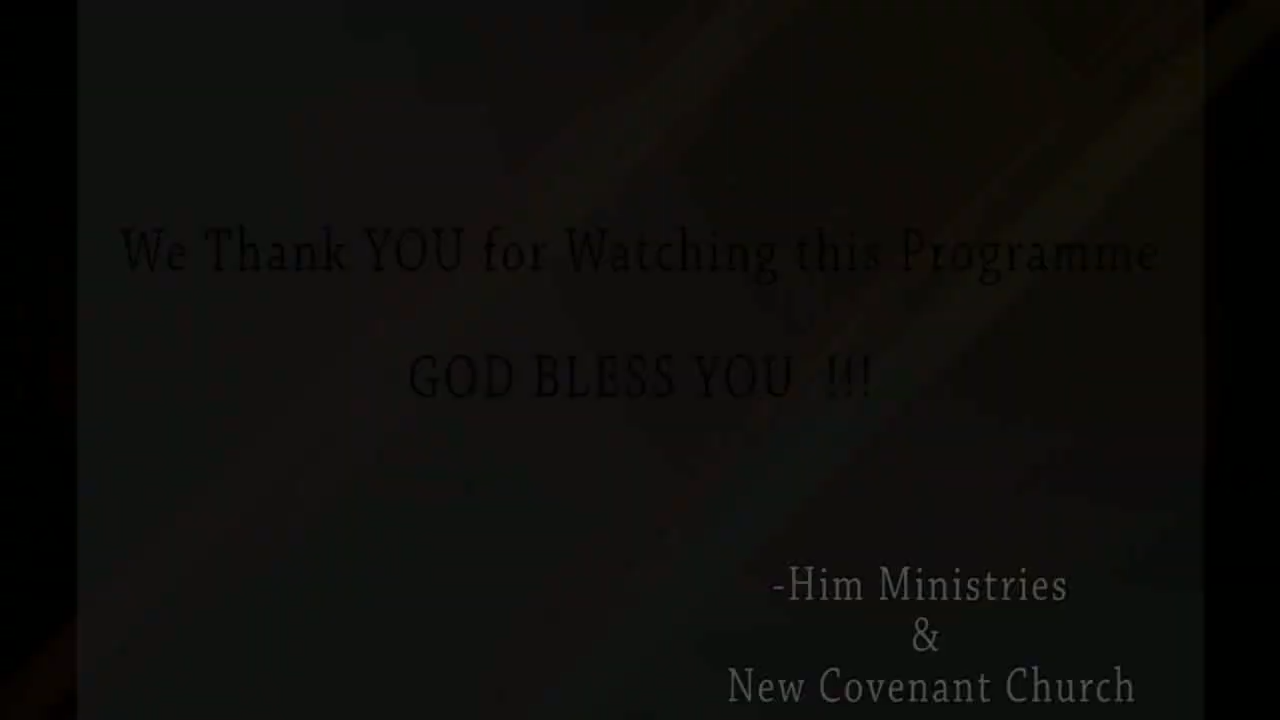 We Thank YOU for Watching this Programme
GOD BLESS YOU !!!
-Him Ministries
&
New Covenant Church